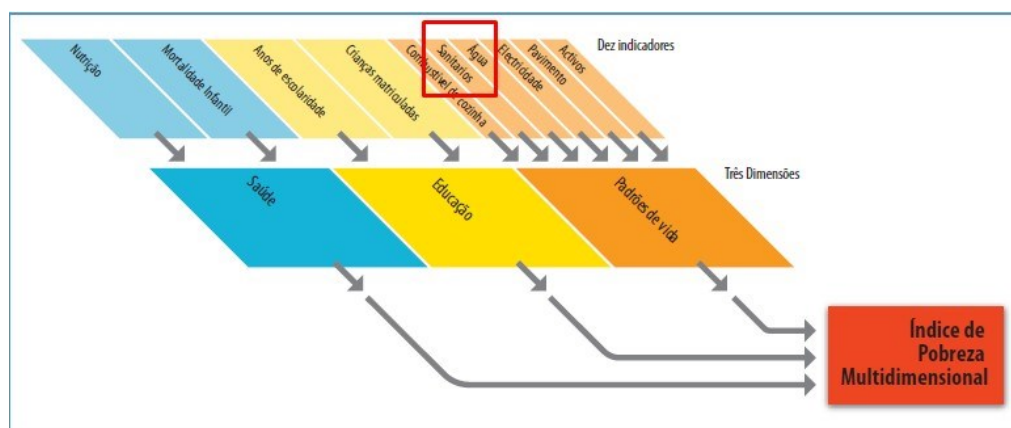 Nutrição
Mortalidade Infantil
Anos de escolaridade
Crianças matriculadas
Combustível de cozinha
Sanitarios
Água
Electricidade
Pavimento
Activos
Dez indicadores
Saúde
Educação
Padrões de vida
Três Dimensões
Índice de
Pobreza
Multidimensional